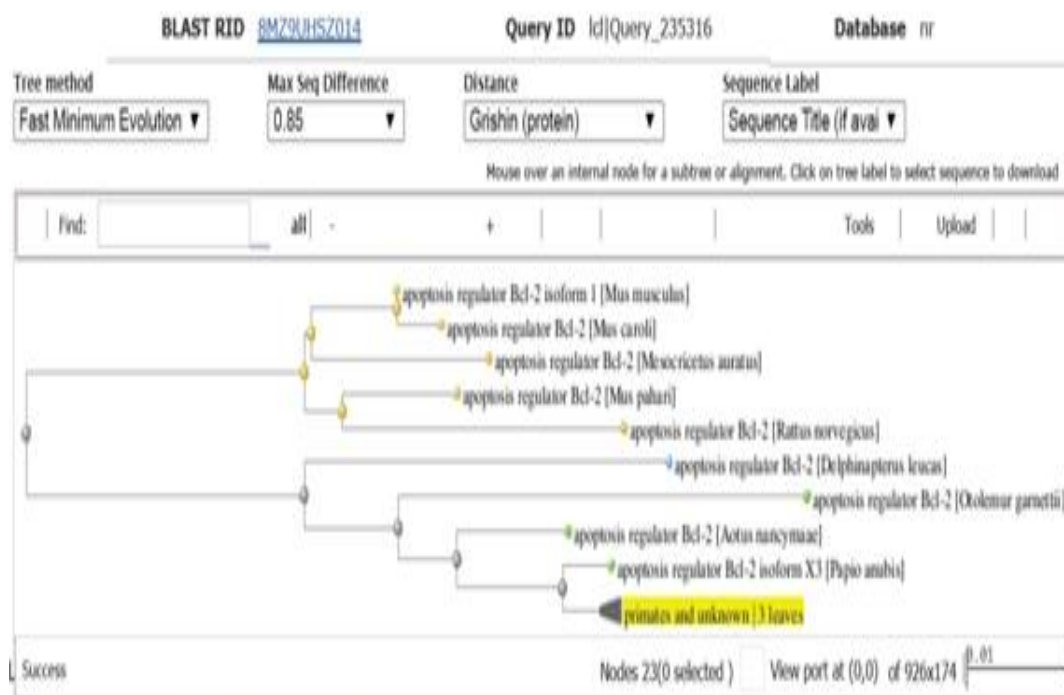 BLAST RID 8MZ9UHSZ014 Query ID lcl|Query_235316 Database nr
Tree method Max Seq Difference Distance Sequence Label
Fast Minimum Evolution ▼ 0.85 ▼ Grishin (protein) ▼ Sequence Title (if avai ▼
Mouse over an internal node for a subtree or alignment. Click on tree label to select sequence to download
Find: all - + Tools Upload
apoptosis regulator Bcl-2 isoform 1 [Mus musculus]
apoptosis regulator Bcl-2 [Mus caroli]
apoptosis regulator Bcl-2 [Mesocricetus auratus]
apoptosis regulator Bcl-2 [Mus pahari]
apoptosis regulator Bcl-2 [Rattus norvegicus]
apoptosis regulator Bcl-2 [Delphinapterus leucas]
apoptosis regulator Bcl-2 [Otolemur garnettii]
apoptosis regulator Bcl-2 [Aotus nancymaae]
apoptosis regulator Bcl-2 isoform X3 [Papio anubis]
primates and unknown | 3 leaves
Success Nodes 23(0 selected ) View port at (0,0) of 926x174 0.01